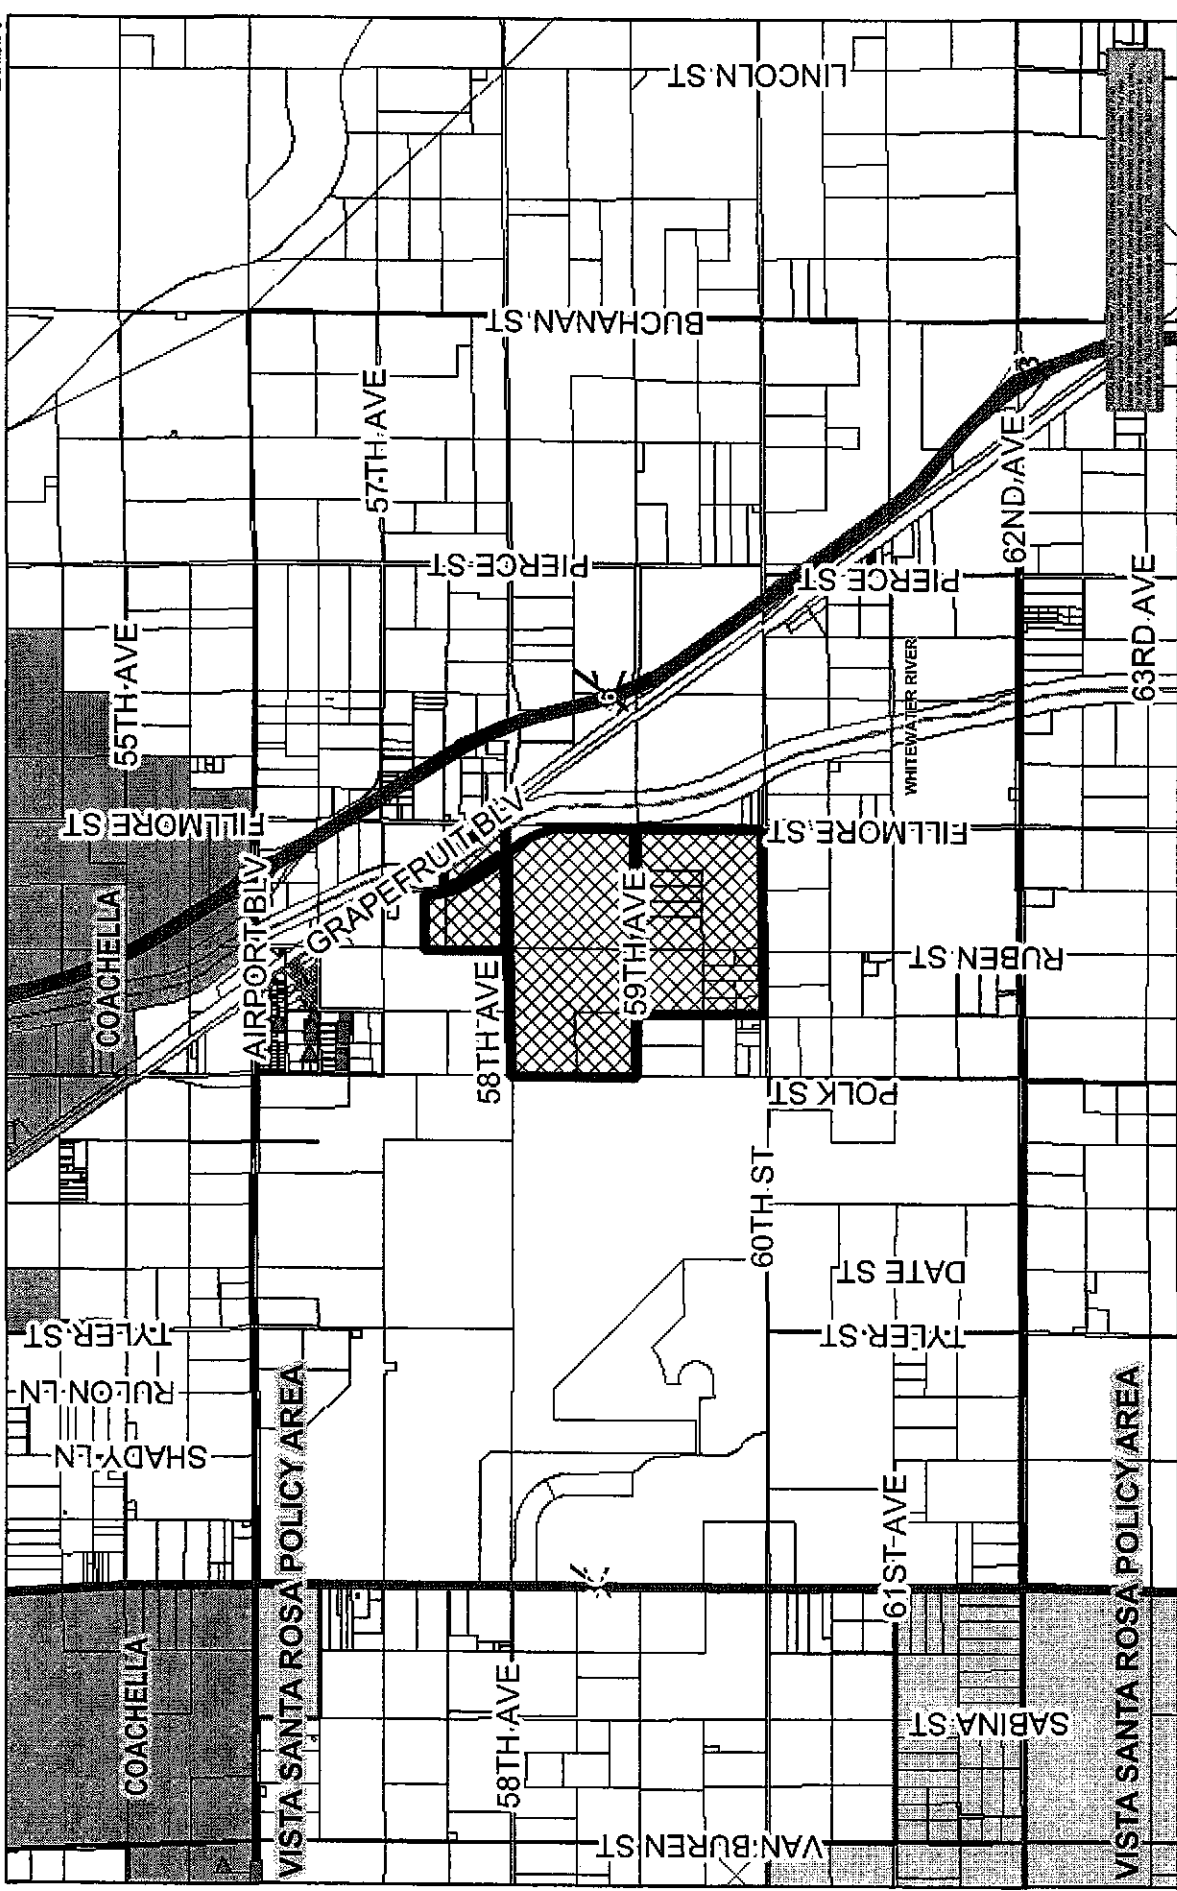 COACHELLA
VISTA SANTA ROSA POLICY AREA
SHADY LN
RULON LN
TYLER ST
COACHELLA
AIRPORT BLV
GRAPEFRUIT BLV
FILLMORE ST
55TH AVE
57TH AVE
PIERCE ST
BUCHANAN ST
LINCOLN ST
58TH AVE
58TH AVE
59TH AVE
VAN BUREN ST
60TH ST
POLK ST
TYLER ST
DATE ST
FILLMORE ST
PIERCE ST
WHITEWATER RIVER
61ST AVE
SABINA ST
RUBEN ST
62ND AVE
VISTA SANTA ROSA POLICY AREA
63RD AVE